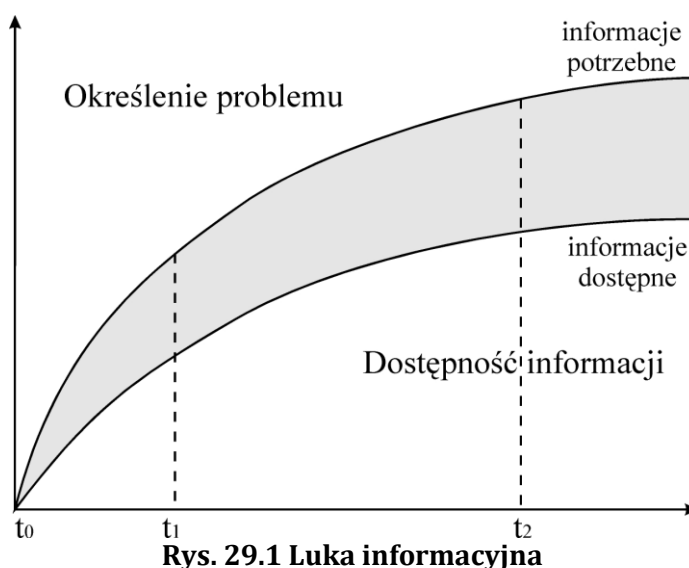 informacje
potrzebne
Określenie problemu
informacje
dostępne
Dostępność informacji
t0 t1 t2
Rys. 29.1 Luka informacyjna